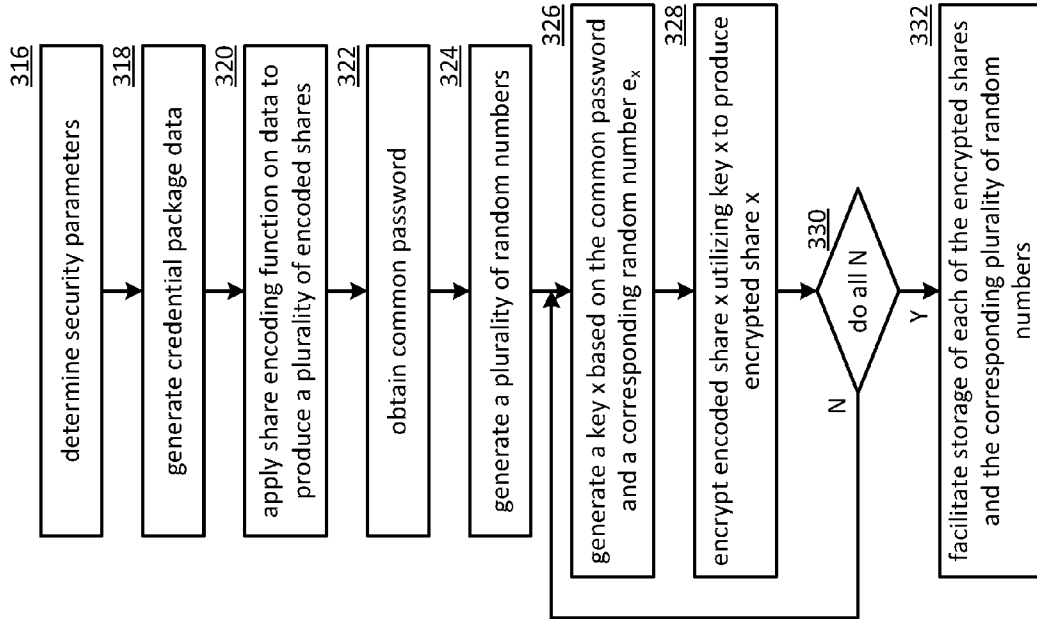 316
determine security parameters
318
generate credential package data
320
apply share encoding function on data to
produce a plurality of encoded shares
322
obtain common password
324
generate a plurality of random numbers
326
generate a key x based on the common password
and a corresponding random number eₓ
328
encrypt encoded share x utilizing key x to produce
encrypted share x
330
do all N
N
Y
332
facilitate storage of each of the encrypted shares
and the corresponding plurality of random
numbers